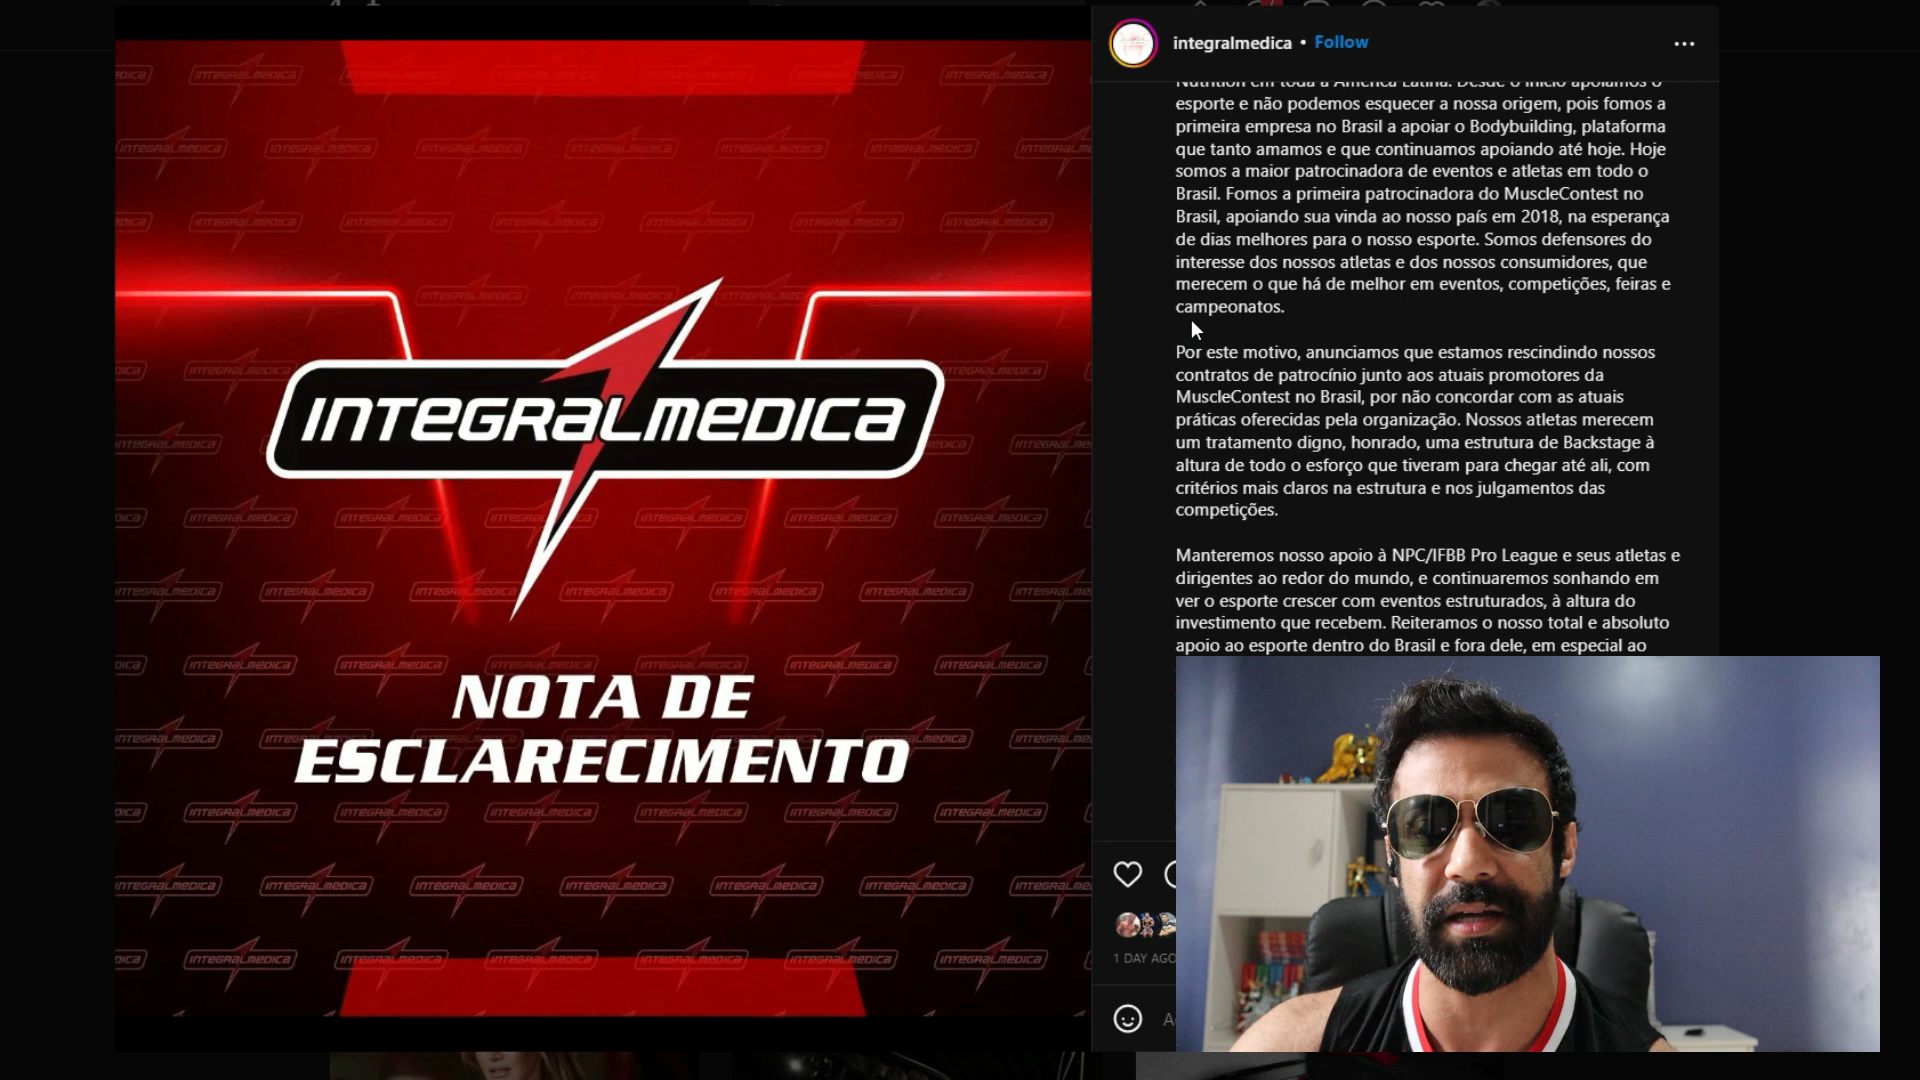 integralmedica • Follow
Nutrition em toda a América Latina. Desde o início apoiamos o
esporte e não podemos esquecer a nossa origem, pois fomos a
primeira empresa no Brasil a apoiar o Bodybuilding, plataforma
que tanto amamos e que continuamos apoiando até hoje. Hoje
somos a maior patrocinadora de eventos e atletas em todo o
Brasil. Fomos a primeira patrocinadora do MuscleContest no
Brasil, apoiando sua vinda ao nosso país em 2018, na esperança
de dias melhores para o nosso esporte. Somos defensores do
interesse dos nossos atletas e dos nossos consumidores, que
merecem o que há de melhor em eventos, competições, feiras e
campeonatos.
Por este motivo, anunciamos que estamos rescindindo nossos
contratos de patrocínio junto aos atuais promotores da
MuscleContest no Brasil, por não concordar com as atuais
práticas oferecidas pela organização. Nossos atletas merecem
um tratamento digno, honrado, uma estrutura de Backstage à
altura de todo o esforço que tiveram para chegar até ali, com
critérios mais claros na estrutura e nos julgamentos das
competições.
Manteremos nosso apoio à NPC/IFBB Pro League e seus atletas e
dirigentes ao redor do mundo, e continuaremos sonhando em
ver o esporte crescer com eventos estruturados, à altura do
investimento que recebem. Reiteramos o nosso total e absoluto
apoio ao esporte dentro do Brasil e fora dele, em especial ao
1 DAY AGO
INTEGRALMEDICA
NOTA DE
ESCLARECIMENTO